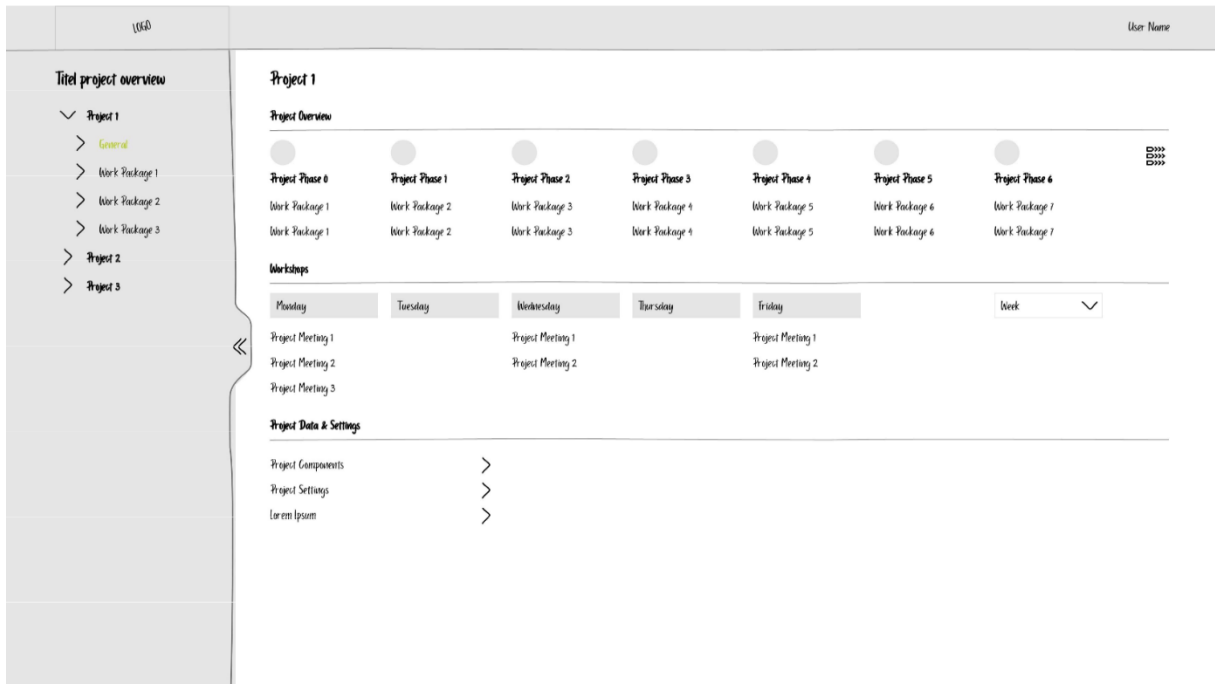 LOGO
User Name
Titel project overview
Project 1
General
Work Package 1
Work Package 2
Work Package 3
Project 2
Project 3
Project 1
Project Overview
Project Phase 0 Project Phase 1 Project Phase 2 Project Phase 3 Project Phase 4 Project Phase 5 Project Phase 6
Work Package 1 Work Package 2 Work Package 3 Work Package 4 Work Package 5 Work Package 6 Work Package 7
Work Package 1 Work Package 2 Work Package 3 Work Package 4 Work Package 5 Work Package 6 Work Package 7
Workshops
Monday Tuesday Wednesday Thursday Friday Week
Project Meeting 1 Project Meeting 1 Project Meeting 1
Project Meeting 2 Project Meeting 2 Project Meeting 2
Project Meeting 3
Project Data & Settings
Project Components
Project Settings
Lorem Ipsum